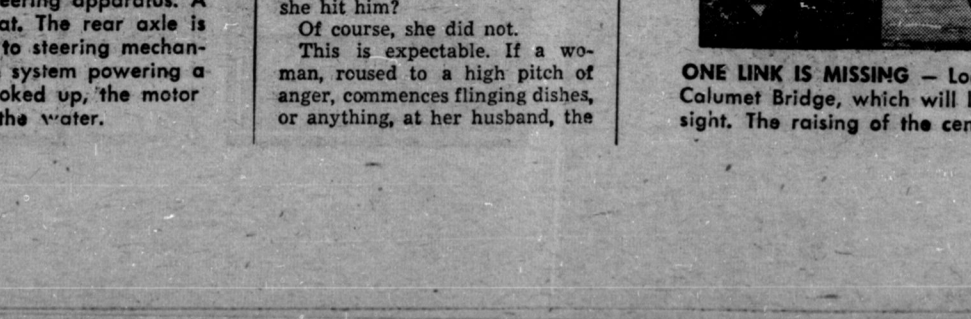 eering apparatus. A
at. The rear axle is
to steering mechan-
system powering a
oked up, the motor
the water.
she hit him?
Of course, she did not.
This is expectable. If a wo-
man, roused to a high pitch of
anger, commences flinging dishes,
or anything, at her husband, the
ONE LINK IS MISSING — Lo
Calumet Bridge, which will
sight. The raising of the cen